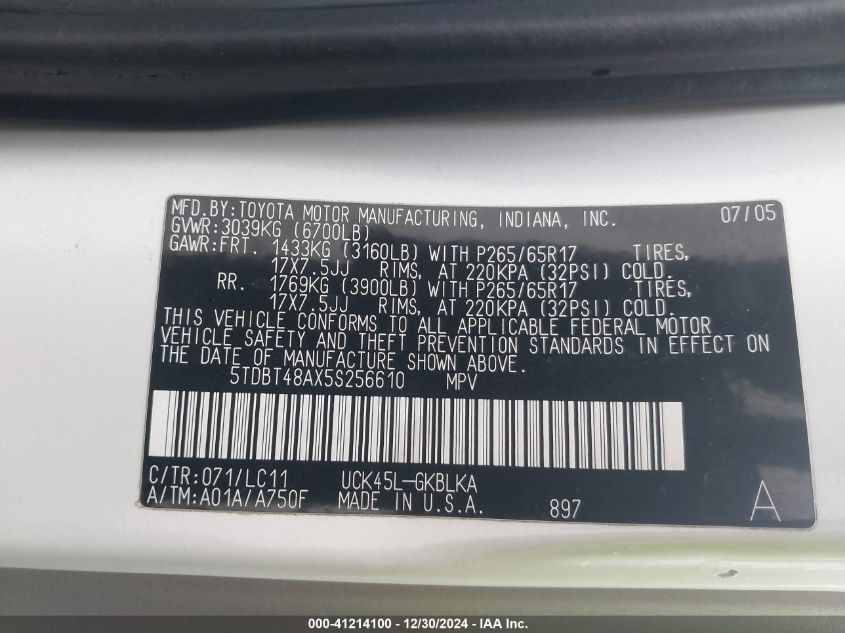 MFD.BY:TOYOTA MOTOR MANUFACTURING, INDIANA, INC. 07/05
GVWR:3039KG (6700LB)
GAWR:FRT. 1433KG (3160LB) WITH P265/65R17 TIRES,
17X7.5JJ RIMS, AT 220KPA (32PSI) COLD.
RR. 1769KG (3900LB) WITH P265/65R17 TIRES,
17X7.5JJ RIMS, AT 220KPA (32PSI) COLD.
THIS VEHICLE CONFORMS TO ALL APPLICABLE FEDERAL MOTOR
VEHICLE SAFETY AND THEFT PREVENTION STANDARDS IN EFFECT ON
THE DATE OF MANUFACTURE SHOWN ABOVE.
5TDBT48AX5S256610 MPV
C/TR:071/LC11 UCK45L-GKBLKA
A/TM:A01A/A750F MADE IN U.S.A. 897 A
000-41214100 - 12/30/2024 - IAA Inc.